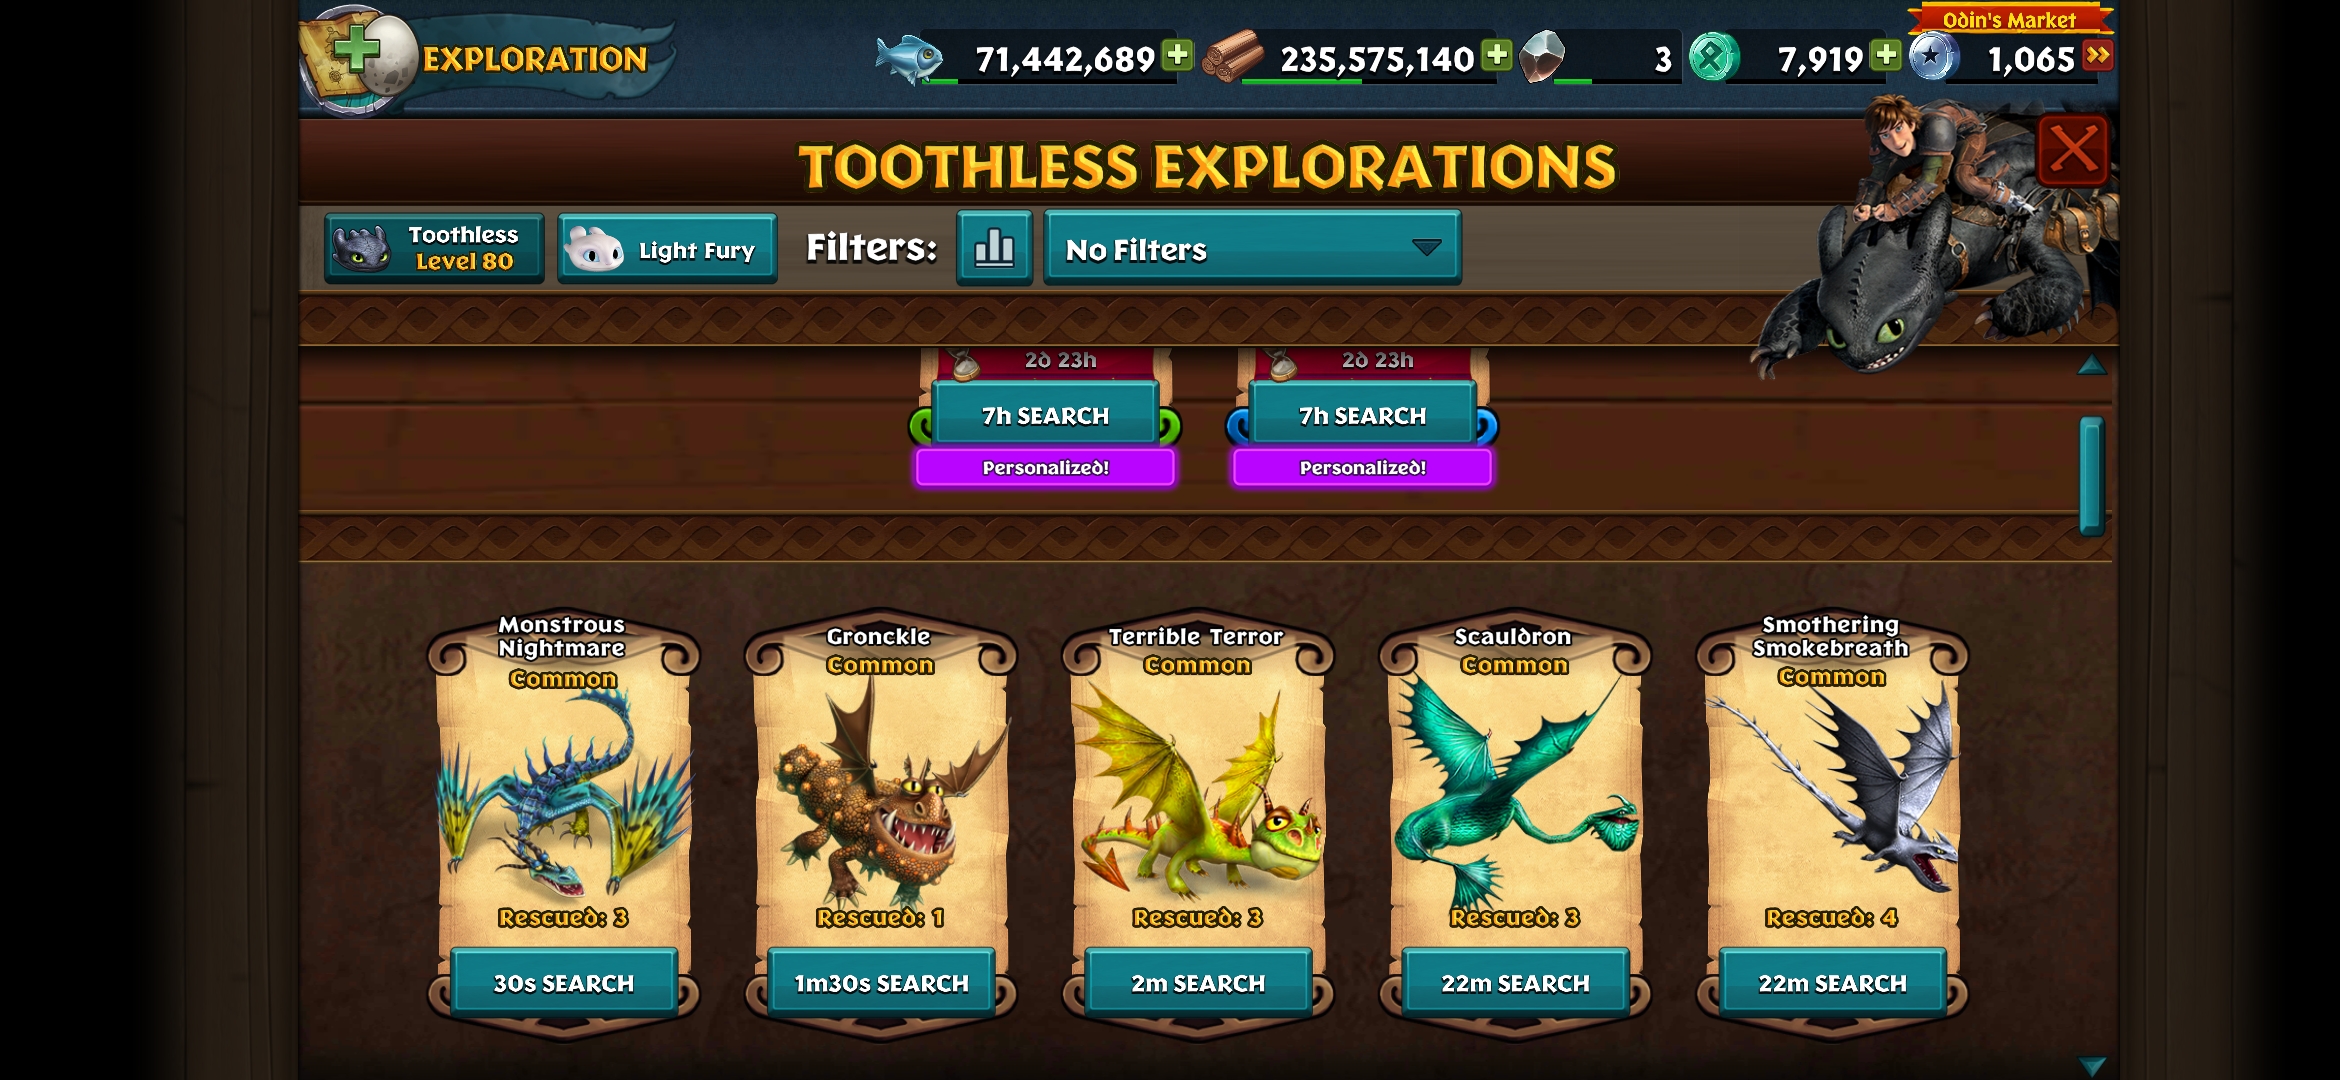 Odin's Market
EXPLORATION
71,442,689
235,575,140
3
7,919
1,065
TOOTHLESS EXPLORATIONS
Toothless
Level 80
Light Fury
Filters:
No Filters
2d 23h
7h SEARCH
Personalized!
2d 23h
7h SEARCH
Personalized!
Monstrous
Nightmare
Common
Rescued: 3
30s SEARCH
Gronckle
Common
Rescued: 1
1m30s SEARCH
Terrible Terror
Common
Rescued: 3
2m SEARCH
Scauldron
Common
Rescued: 3
22m SEARCH
Smothering
Smokebreath
Common
Rescued: 4
22m SEARCH